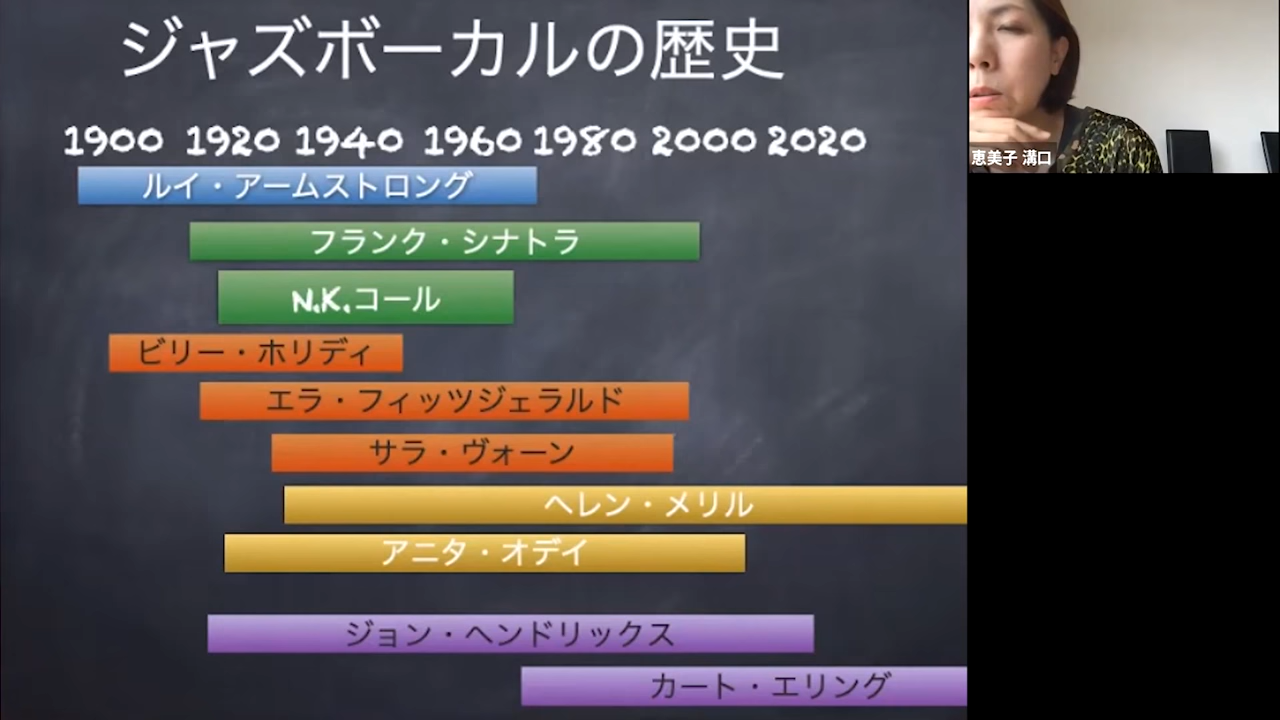 ジャズボーカルの歴史
1900 1920 1940 1960 1980 2000 2020
ルイ・アームストロング
フランク・シナトラ
N.K.コール
ビリー・ホリディ
エラ・フィッツジェラルド
サラ・ヴォーン
ヘレン・メリル
アニタ・オデイ
ジョン・ヘンドリックス
カート・エリング
恵美子 溝口